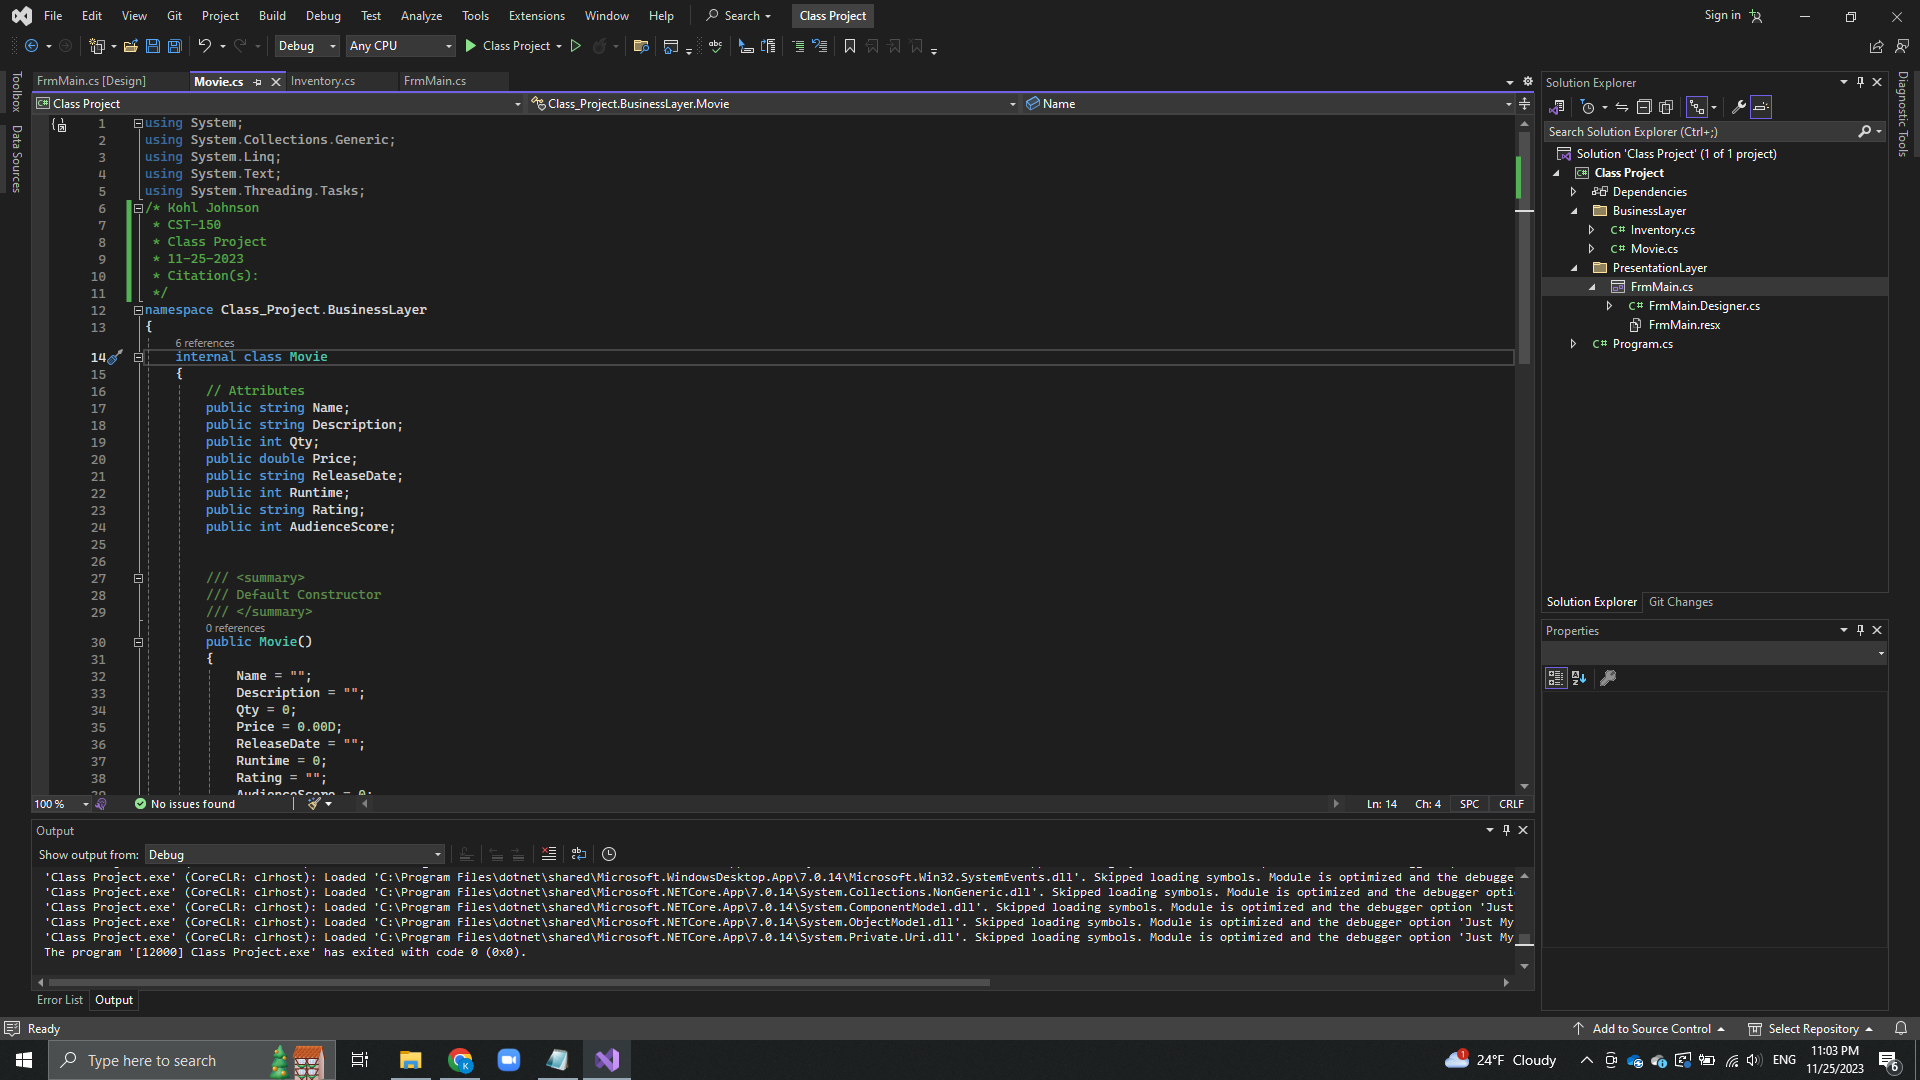 File Edit View Git Project Build Debug Test Analyze Tools Extensions Window Help Search Class Project Sign in
Debug Any CPU Class Project
FrmMain.cs [Design] Movie.cs Inventory.cs FrmMain.cs
Class Project Class_Project.BusinessLayer.Movie Name
Toolbox
Data Sources
1 using System;
2 using System.Collections.Generic;
3 using System.Linq;
4 using System.Text;
5 using System.Threading.Tasks;
6 /* Kohl Johnson
7 * CST-150
8 * Class Project
9 * 11-25-2023
10 * Citation(s):
11 */
12 namespace Class_Project.BusinessLayer
13 {
6 references
14 internal class Movie
15 {
16 // Attributes
17 public string Name;
18 public string Description;
19 public int Qty;
20 public double Price;
21 public string ReleaseDate;
22 public int Runtime;
23 public string Rating;
24 public int AudienceScore;
25
26
27 /// <summary>
28 /// Default Constructor
29 /// </summary>
0 references
30 public Movie()
31 {
32 Name = "";
33 Description = "";
34 Qty = 0;
35 Price = 0.00D;
36 ReleaseDate = "";
37 Runtime = 0;
38 Rating = "";
39 AudienceScore = 0;
100 % No issues found Ln: 14 Ch: 4 SPC CRLF
Output
Show output from: Debug
'Class Project.exe' (CoreCLR: clrhost): Loaded 'C:\Program Files\dotnet\shared\Microsoft.WindowsDesktop.App\7.0.14\Microsoft.Win32.SystemEvents.dll'. Skipped loading symbols. Module is optimized and the debugge
'Class Project.exe' (CoreCLR: clrhost): Loaded 'C:\Program Files\dotnet\shared\Microsoft.NETCore.App\7.0.14\System.Collections.NonGeneric.dll'. Skipped loading symbols. Module is optimized and the debugger opti
'Class Project.exe' (CoreCLR: clrhost): Loaded 'C:\Program Files\dotnet\shared\Microsoft.NETCore.App\7.0.14\System.ComponentModel.dll'. Skipped loading symbols. Module is optimized and the debugger option 'Just
'Class Project.exe' (CoreCLR: clrhost): Loaded 'C:\Program Files\dotnet\shared\Microsoft.NETCore.App\7.0.14\System.ObjectModel.dll'. Skipped loading symbols. Module is optimized and the debugger option 'Just My
'Class Project.exe' (CoreCLR: clrhost): Loaded 'C:\Program Files\dotnet\shared\Microsoft.NETCore.App\7.0.14\System.Private.Uri.dll'. Skipped loading symbols. Module is optimized and the debugger option 'Just My
The program '[12000] Class Project.exe' has exited with code 0 (0x0).
Error List Output
Solution Explorer
Search Solution Explorer (Ctrl+;)
Solution 'Class Project' (1 of 1 project)
Class Project
Dependencies
BusinessLayer
C# Inventory.cs
C# Movie.cs
PresentationLayer
FrmMain.cs
C# FrmMain.Designer.cs
FrmMain.resx
C# Program.cs
Solution Explorer Git Changes
Properties
Diagnostic Tools
Ready Add to Source Control Select Repository
Type here to search 1 24°F Cloudy ENG 11:03 PM
11/25/2023 6